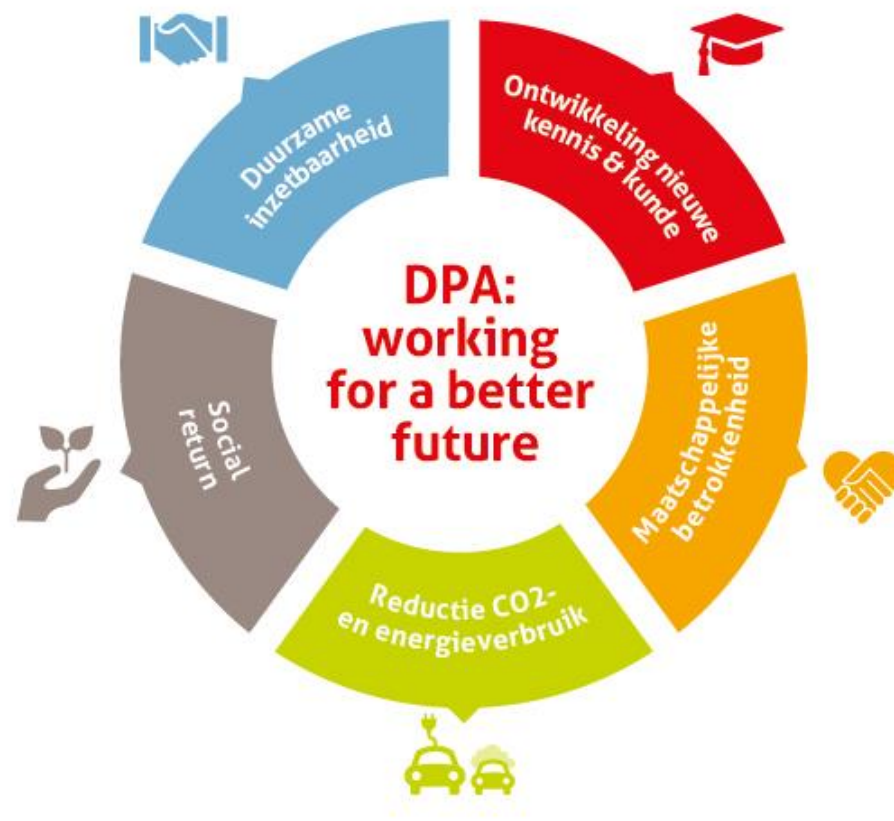 Duurzame
inzetbaarheid
Ontwikkeling nieuwe
kennis & kunde
DPA:
working
for a better
future
Maatschappelijke
betrokkenheid
Social
return
Reductie CO2-
en energieverbruik